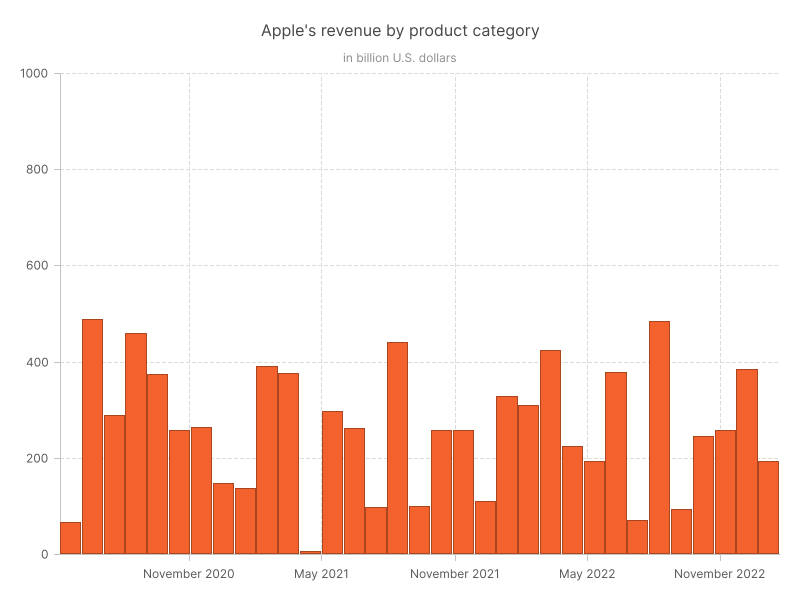 Apple's revenue by product category
in billion U.S. dollars
1000
800
600
400
200
0
November 2020 May 2021 November 2021 May 2022 November 2022